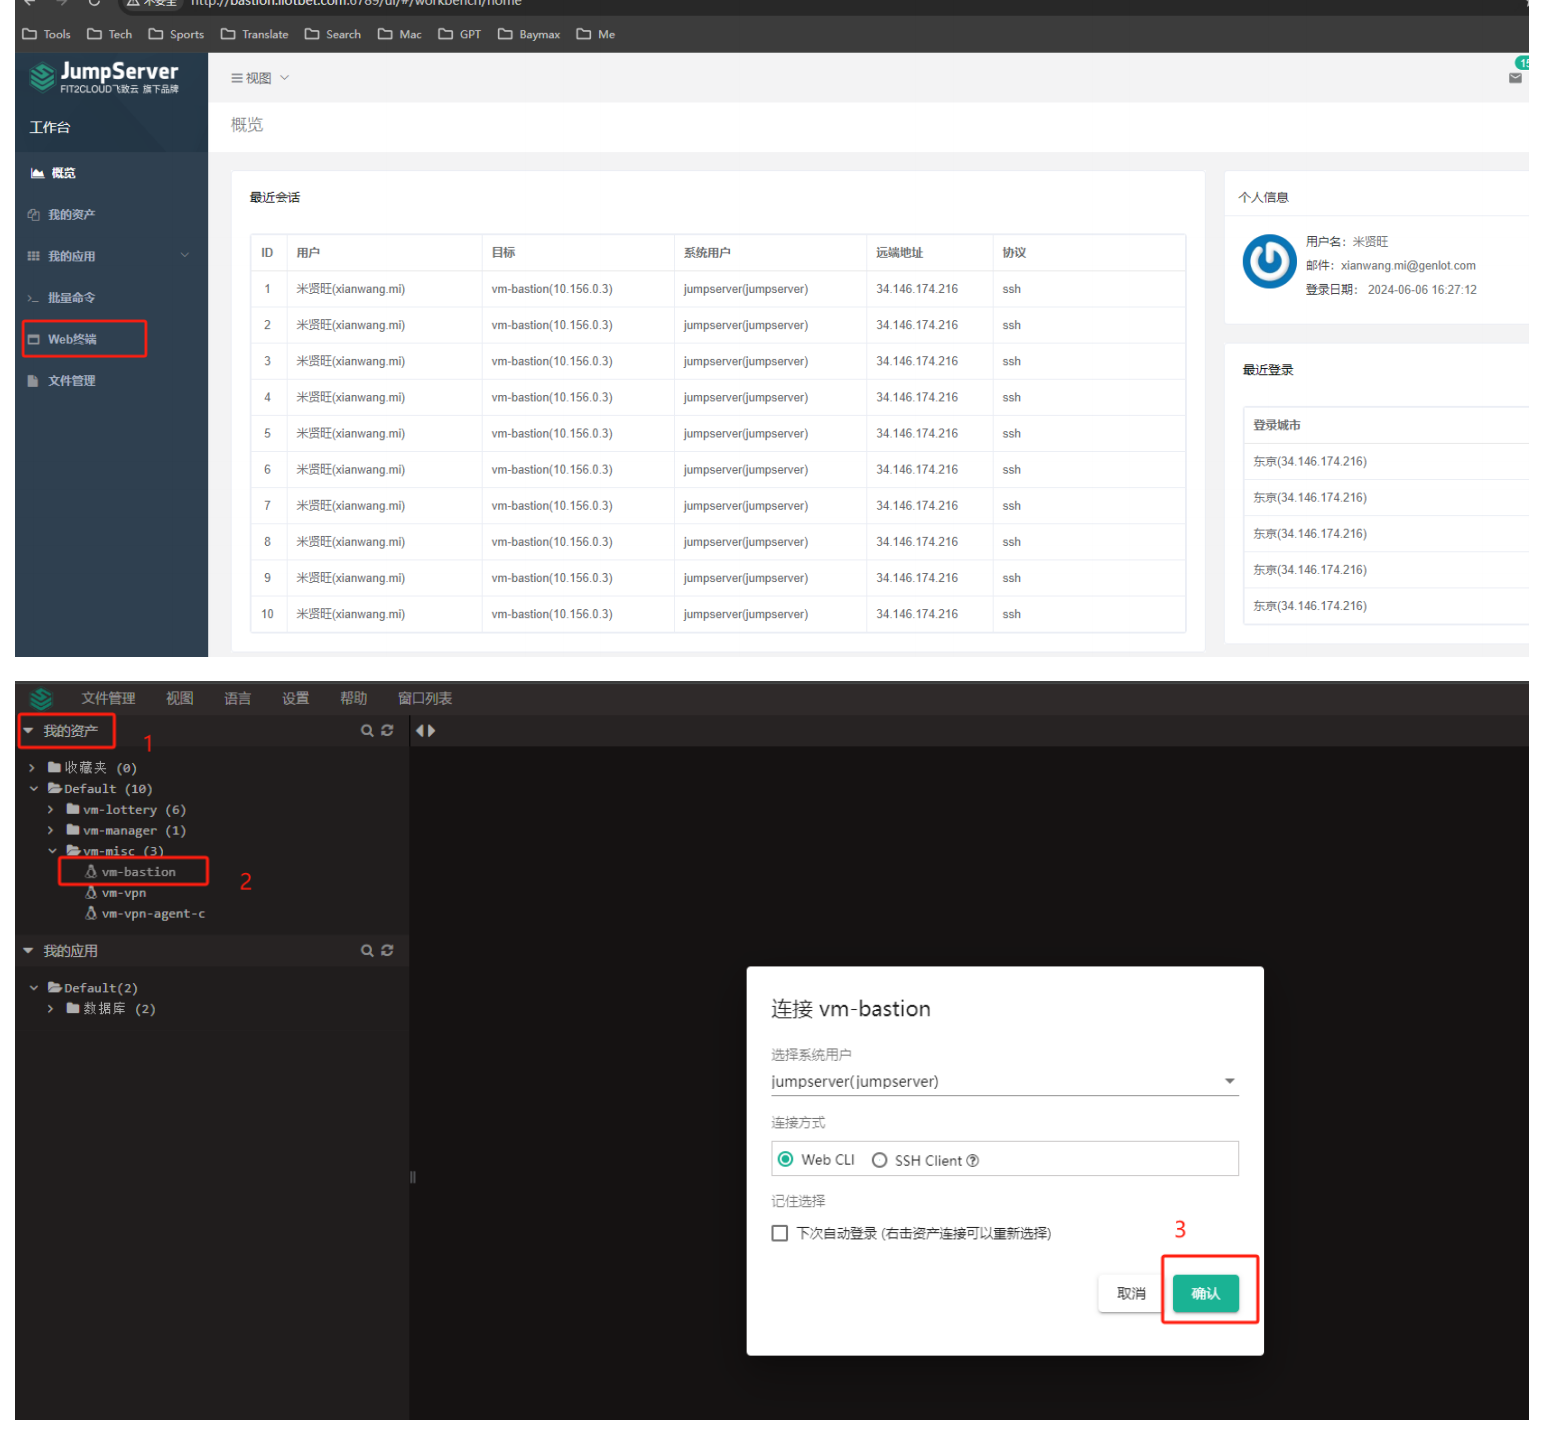 不安全 http://bastion.ilotbet.com:6789/ui/#/workbench/home
Tools Tech Sports Translate Search Mac GPT Baymax Me
JumpServer
FIT2CLOUD飞致云 旗下品牌
视图
15
工作台
概览
概览
我的资产
我的应用
批量命令
Web终端
文件管理
最近会话
ID 用户 目标 系统用户 远端地址 协议
1 米贤旺(xianwang.mi) vm-bastion(10.156.0.3) jumpserver(jumpserver) 34.146.174.216 ssh
2 米贤旺(xianwang.mi) vm-bastion(10.156.0.3) jumpserver(jumpserver) 34.146.174.216 ssh
3 米贤旺(xianwang.mi) vm-bastion(10.156.0.3) jumpserver(jumpserver) 34.146.174.216 ssh
4 米贤旺(xianwang.mi) vm-bastion(10.156.0.3) jumpserver(jumpserver) 34.146.174.216 ssh
5 米贤旺(xianwang.mi) vm-bastion(10.156.0.3) jumpserver(jumpserver) 34.146.174.216 ssh
6 米贤旺(xianwang.mi) vm-bastion(10.156.0.3) jumpserver(jumpserver) 34.146.174.216 ssh
7 米贤旺(xianwang.mi) vm-bastion(10.156.0.3) jumpserver(jumpserver) 34.146.174.216 ssh
8 米贤旺(xianwang.mi) vm-bastion(10.156.0.3) jumpserver(jumpserver) 34.146.174.216 ssh
9 米贤旺(xianwang.mi) vm-bastion(10.156.0.3) jumpserver(jumpserver) 34.146.174.216 ssh
10 米贤旺(xianwang.mi) vm-bastion(10.156.0.3) jumpserver(jumpserver) 34.146.174.216 ssh
个人信息
用户名：米贤旺
邮件：xianwang.mi@genlot.com
登录日期： 2024-06-06 16:27:12
最近登录
登录城市
东京(34.146.174.216)
东京(34.146.174.216)
东京(34.146.174.216)
东京(34.146.174.216)
东京(34.146.174.216)
文件管理 视图 语言 设置 帮助 窗口列表
我的资产
1
收藏夹 (0)
Default (10)
vm-lottery (6)
vm-manager (1)
vm-misc (3)
vm-bastion
2
vm-vpn
vm-vpn-agent-c
我的应用
Default(2)
数据库 (2)
连接 vm-bastion
选择系统用户
jumpserver(jumpserver)
连接方式
Web CLI SSH Client ?
记住选择
下次自动登录 (右击资产连接可以重新选择)
3
取消 确认